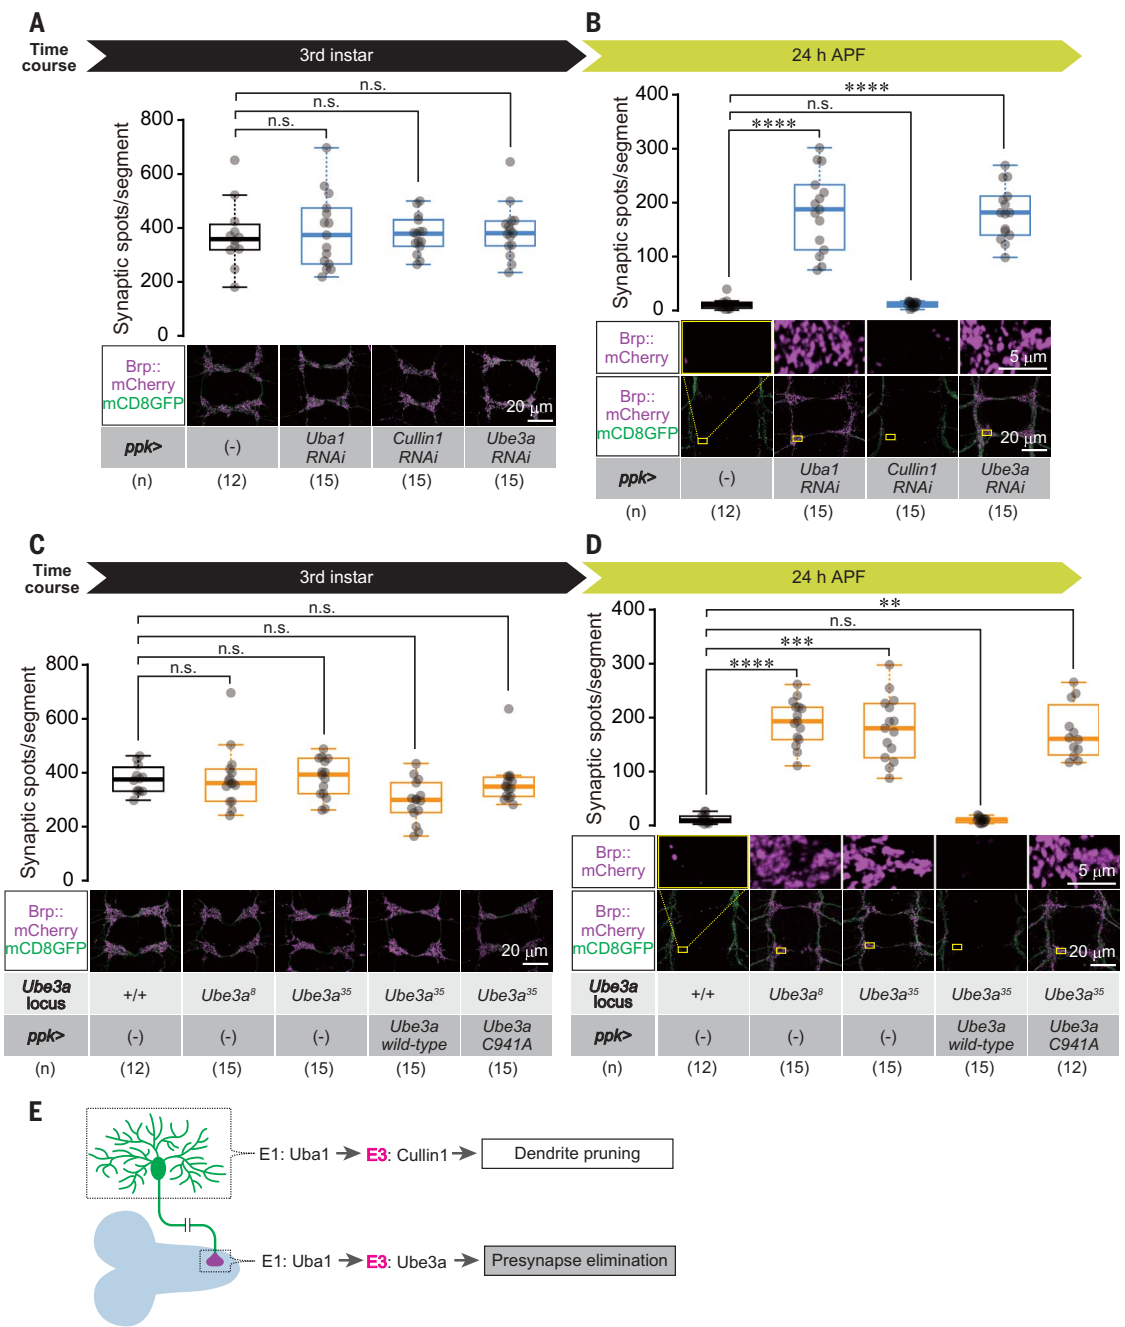 A
Time
course
3rd instar
n.s.
n.s.
n.s.
Synaptic spots/segment
800
600
400
200
0
Brp::
mCherry
mCD8GFP
20 μm
ppk>
(-)
Uba1
RNAi
Cullin1
RNAi
Ube3a
RNAi
(n)
(12)
(15)
(15)
(15)
B
24 h APF
****
n.s.
****
Synaptic spots/segment
400
300
200
100
0
Brp::
mCherry
5 μm
Brp::
mCherry
mCD8GFP
20 μm
ppk>
(-)
Uba1
RNAi
Cullin1
RNAi
Ube3a
RNAi
(n)
(12)
(15)
(15)
(15)
C
Time
course
3rd instar
n.s.
n.s.
n.s.
n.s.
Synaptic spots/segment
800
600
400
200
0
Brp::
mCherry
mCD8GFP
20 μm
Ube3a
locus
+/+
Ube3a8
Ube3a35
Ube3a35
Ube3a35
ppk>
(-)
(-)
(-)
Ube3a
wild-type
Ube3a
C941A
(n)
(12)
(15)
(15)
(15)
(15)
D
24 h APF
**
n.s.
***
****
Synaptic spots/segment
400
300
200
100
0
Brp::
mCherry
5 μm
Brp::
mCherry
mCD8GFP
20 μm
Ube3a
locus
+/+
Ube3a8
Ube3a35
Ube3a35
Ube3a35
ppk>
(-)
(-)
(-)
Ube3a
wild-type
Ube3a
C941A
(n)
(12)
(15)
(15)
(15)
(12)
E
E1: Uba1
E3: Cullin1
Dendrite pruning
E1: Uba1
E3: Ube3a
Presynapse elimination